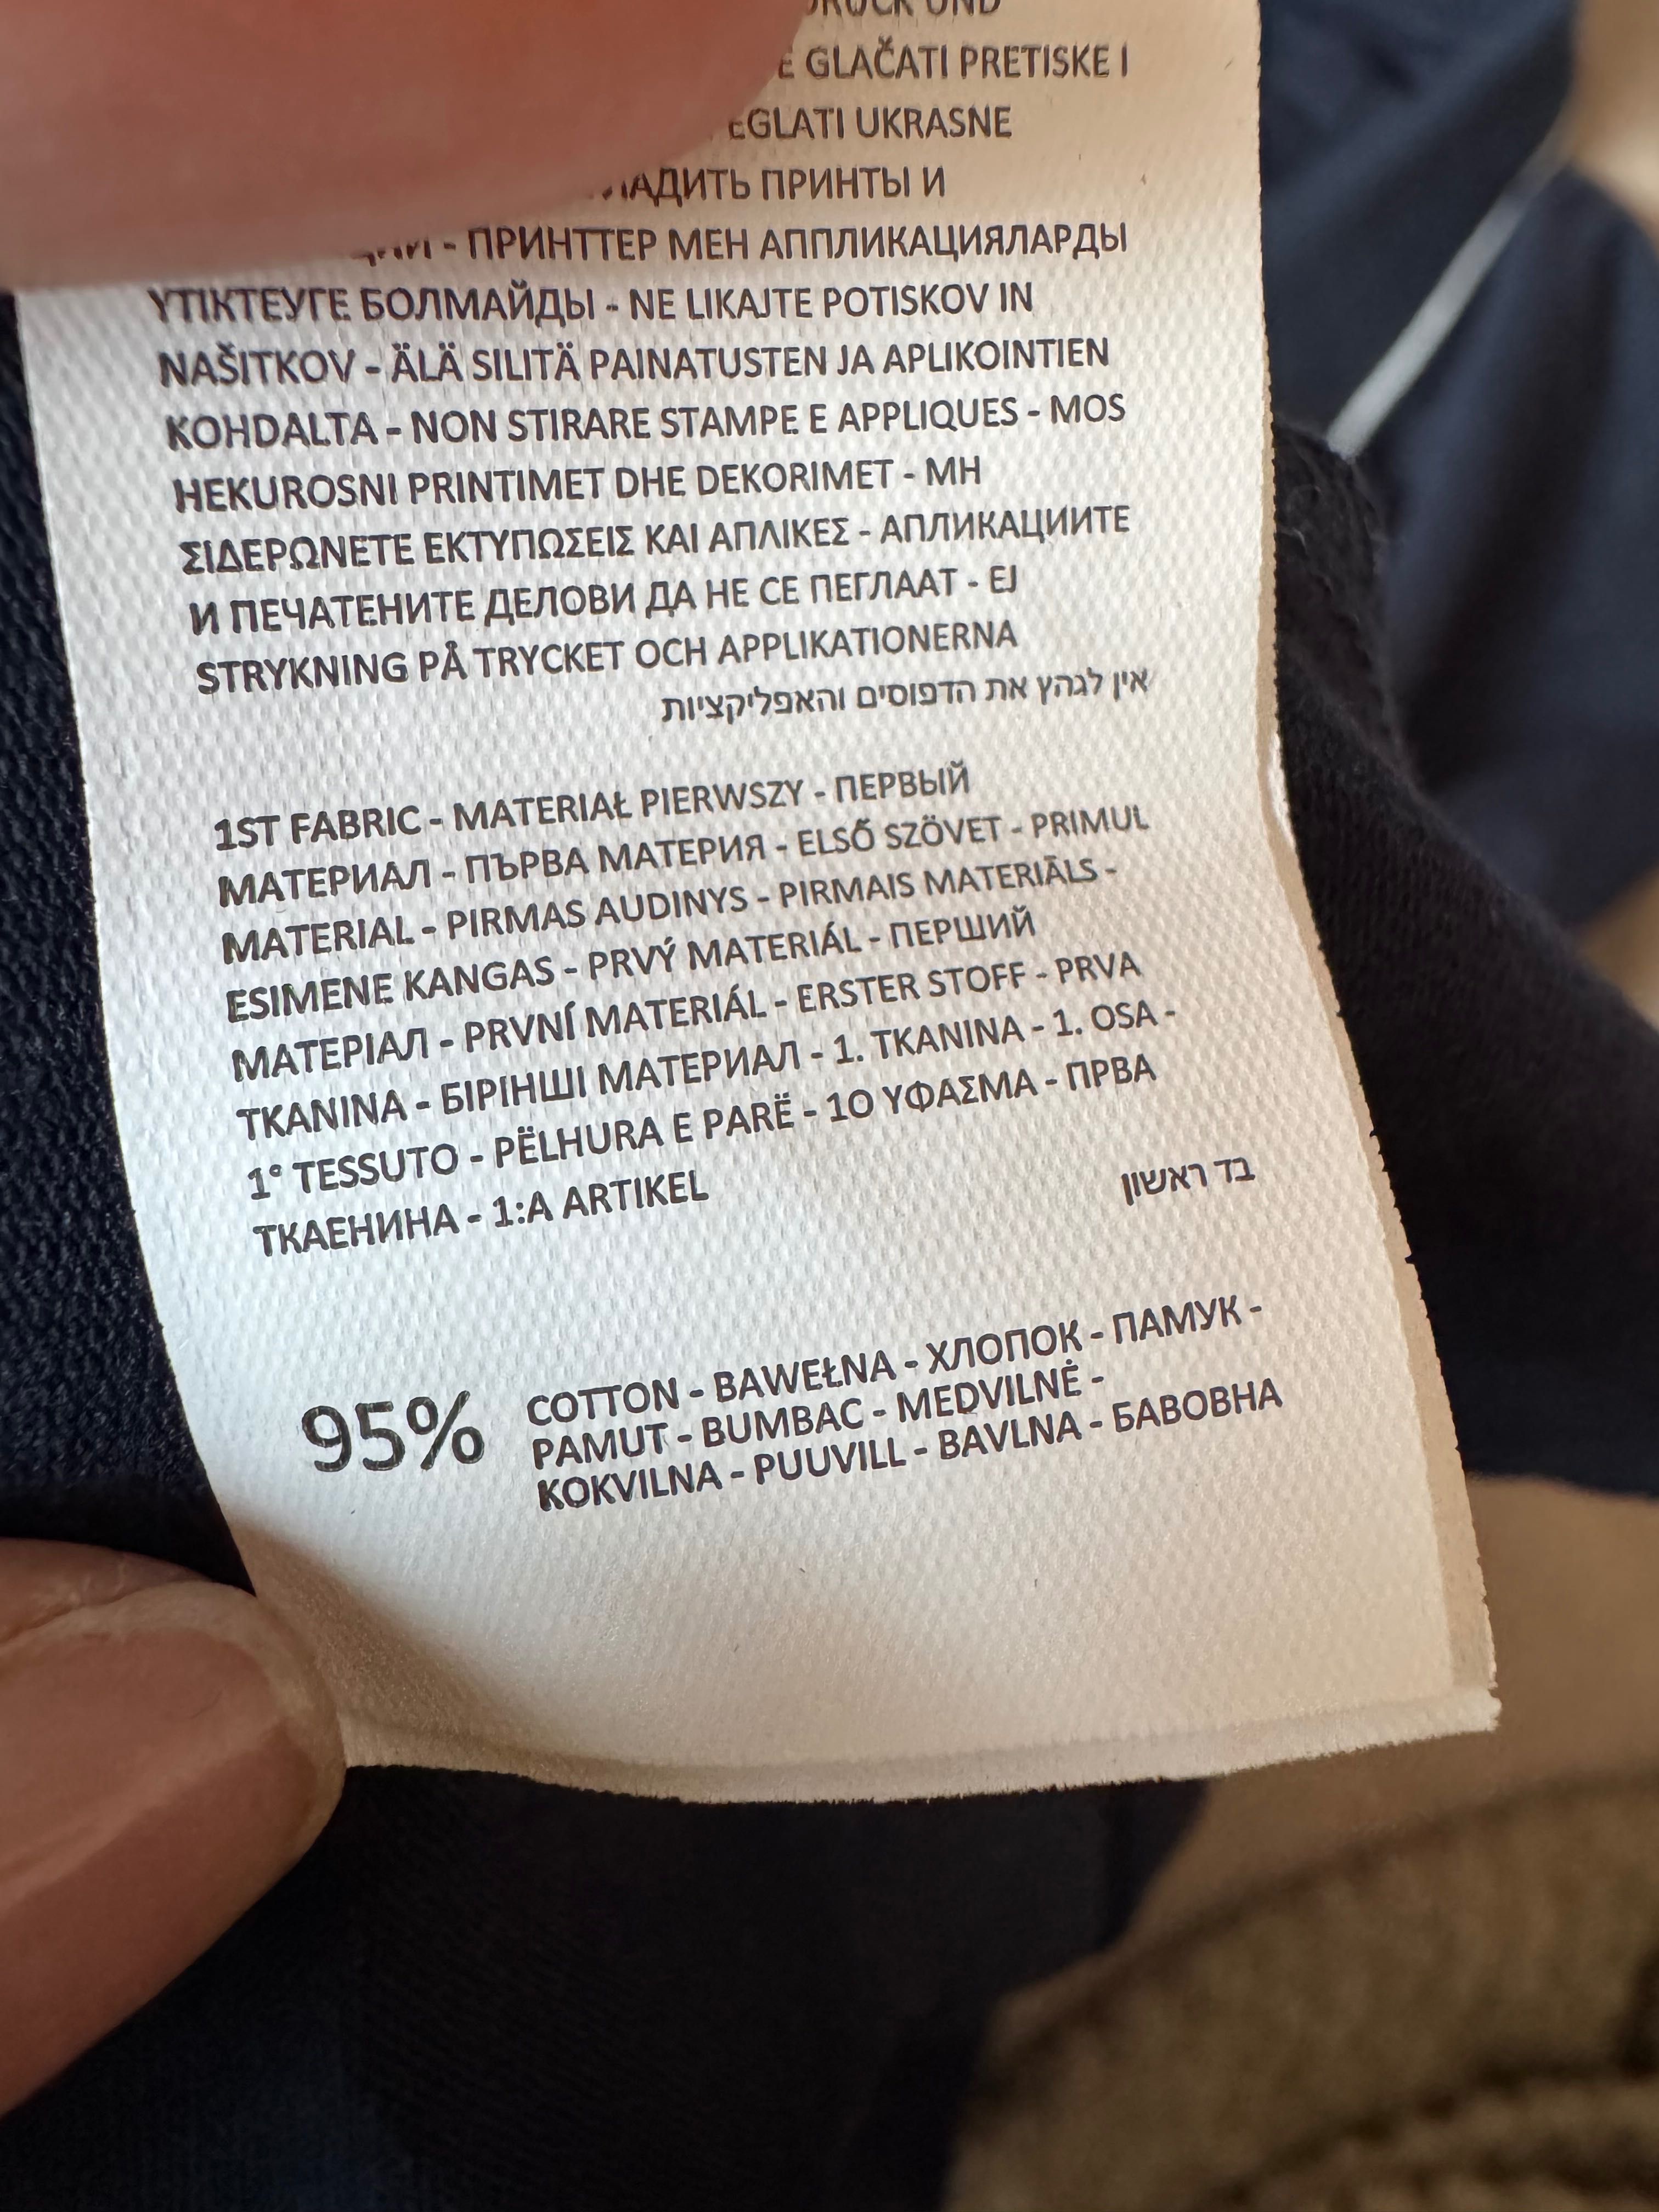 GLAČATI PRETISKE I
UKRASNE
ПРИНТЫ И
- ПРИНТТЕР МЕН АППЛИКАЦИЯЛАРДЫ
ҮТІКТЕУГЕ БОЛМАЙДЫ - NE LIKAJTE POTISKOV IN
NAŠITKOV - ÄLÄ SILITÄ PAINATUSTEN JA APLIKOINTIEN
KOHDALTA - NON STIRARE STAMPE E APPLIQUES - MOS
HEKUROSNI PRINTIMET DHE DEKORIMET - ΜΗ
ΣΙΔΕΡΩΝΕΤΕ ΕΚΤΥΠΩΣΕΙΣ ΚΑΙ ΑΠΛΙΚΕΣ - АПЛИКАЦИИТЕ
И ПЕЧАТЕНИТЕ ДЕЛОВИ ДА НЕ СЕ ПЕГЛААТ - EJ
STRYKNING PÅ TRYCKET OCH APPLIKATIONERNA
אין לגהץ את הדפוסים והאפליקציות
1ST FABRIC - MATERIAŁ PIERWSZY - ПЕРВЫЙ
МАТЕРИАЛ - ПЪРВА МАТЕРИЯ - ELSŐ SZÖVET - PRIMUL
MATERIAL - PIRMAS AUDINYS - PIRMAIS MATERIĀLS -
ESIMENE KANGAS - PRVÝ MATERIÁL - ПЕРШИЙ
МАТЕРІАЛ - PRVNÍ MATERIÁL - ERSTER STOFF - PRVA
TKANINA - БІРІНШІ МАТЕРИАЛ - 1. TKANINA - 1. OSA -
1° TESSUTO - PËLHURA E PARË - 1Ο ΥΦΑΣΜΑ - ПРВА
ТКАЕНИНА - 1:A ARTIKEL
בד ראשון
95%
COTTON - BAWEŁNA - ХЛОПОК - ПАМУК -
PAMUT - BUMBAC - MEDVILNĖ -
KOKVILNA - PUUVILL - BAVLNA - БАВОВНА